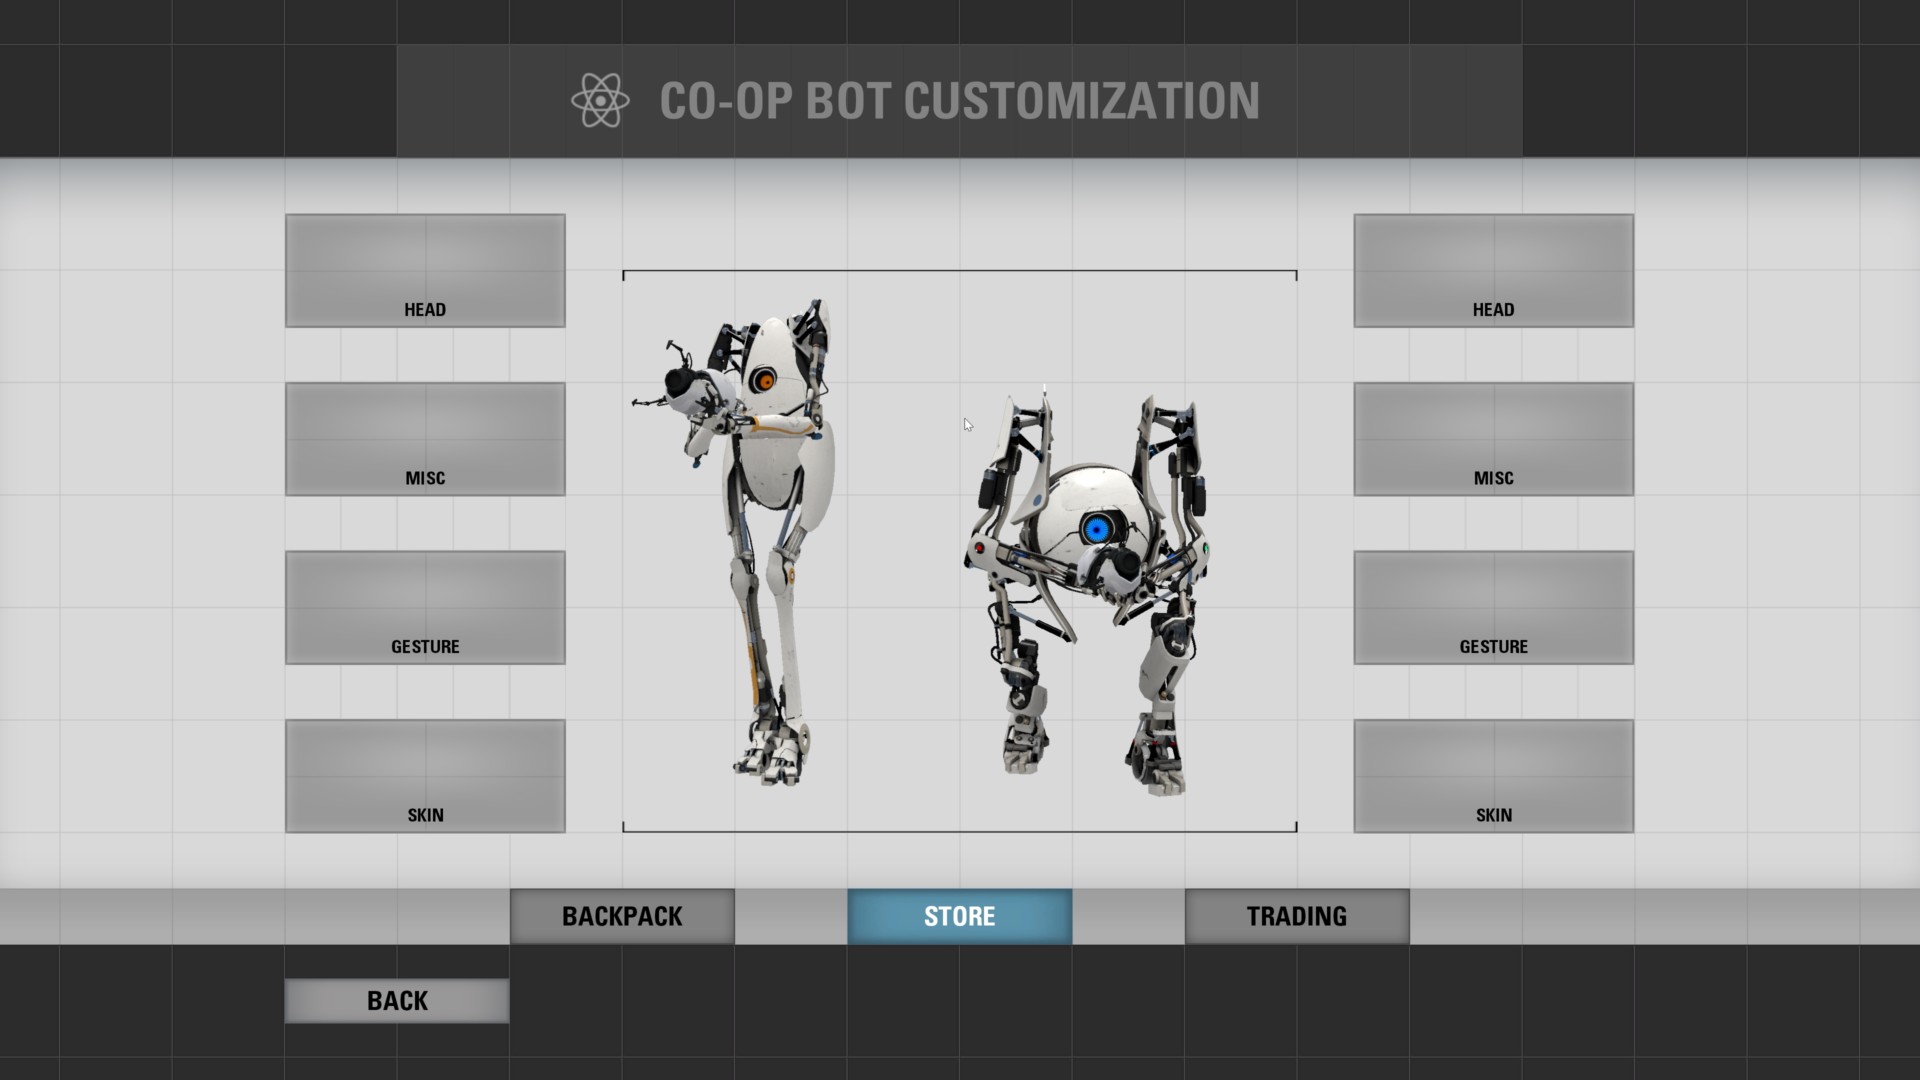 CO-OP BOT CUSTOMIZATION
HEAD
HEAD
MISC
MISC
GESTURE
GESTURE
SKIN
SKIN
BACKPACK
STORE
TRADING
BACK